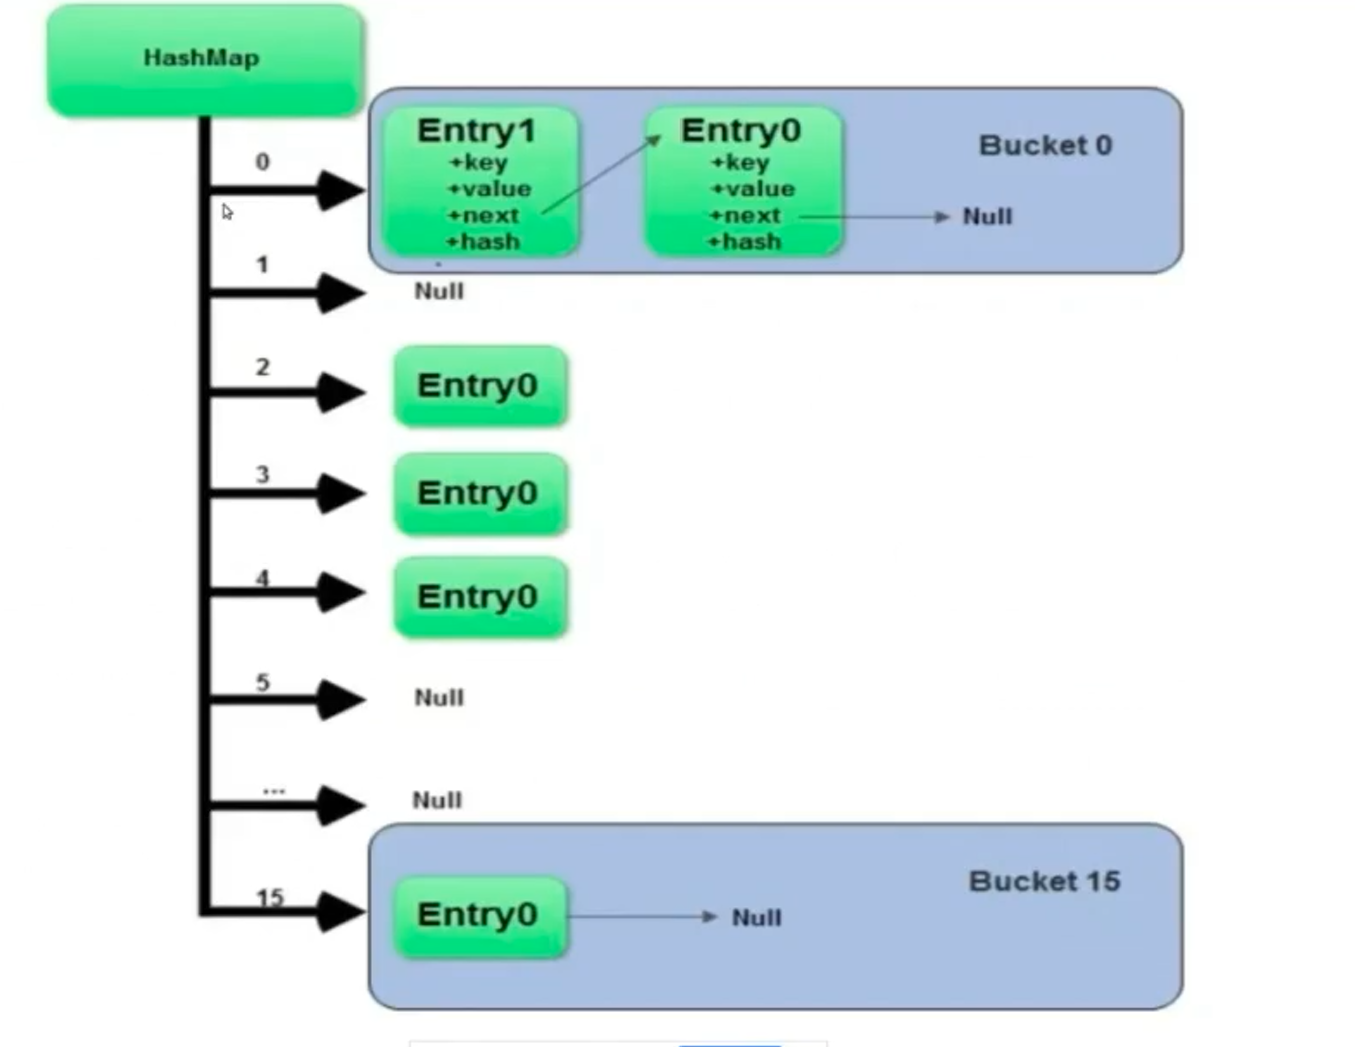 HashMap
0
Entry1
+key
+value
+next
+hash
Entry0
+key
+value
+next
+hash
Bucket 0
Null
1
Null
2
Entry0
3
Entry0
4
Entry0
5
Null
...
Null
15
Entry0
Null
Bucket 15